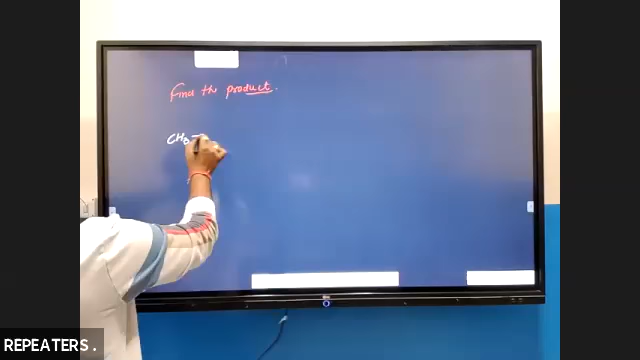 Find the product.
CH3 -
REPEATERS .